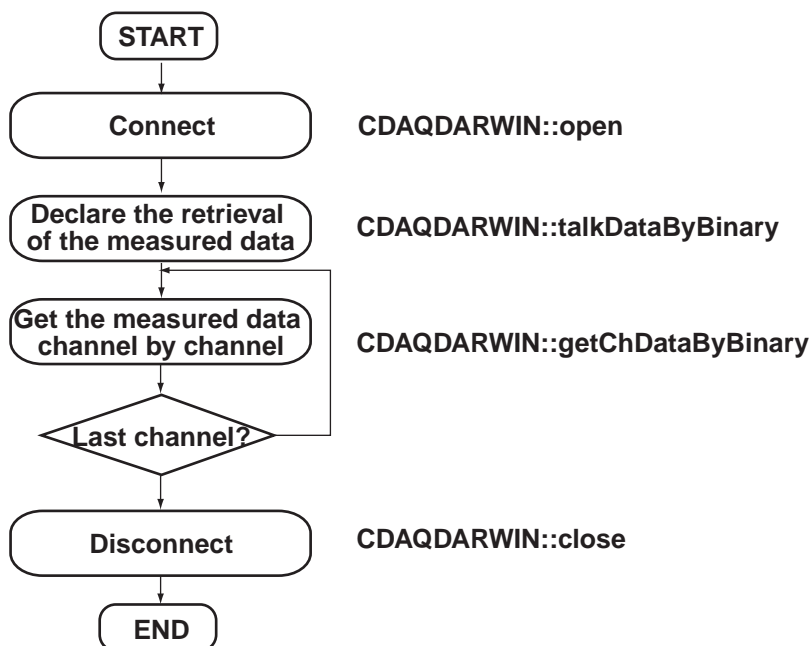 START
Connect
CDAQDARWIN::open
Declare the retrieval
of the measured data
CDAQDARWIN::talkDataByBinary
Get the measured data
channel by channel
CDAQDARWIN::getChDataByBinary
Last channel?
Disconnect
CDAQDARWIN::close
END